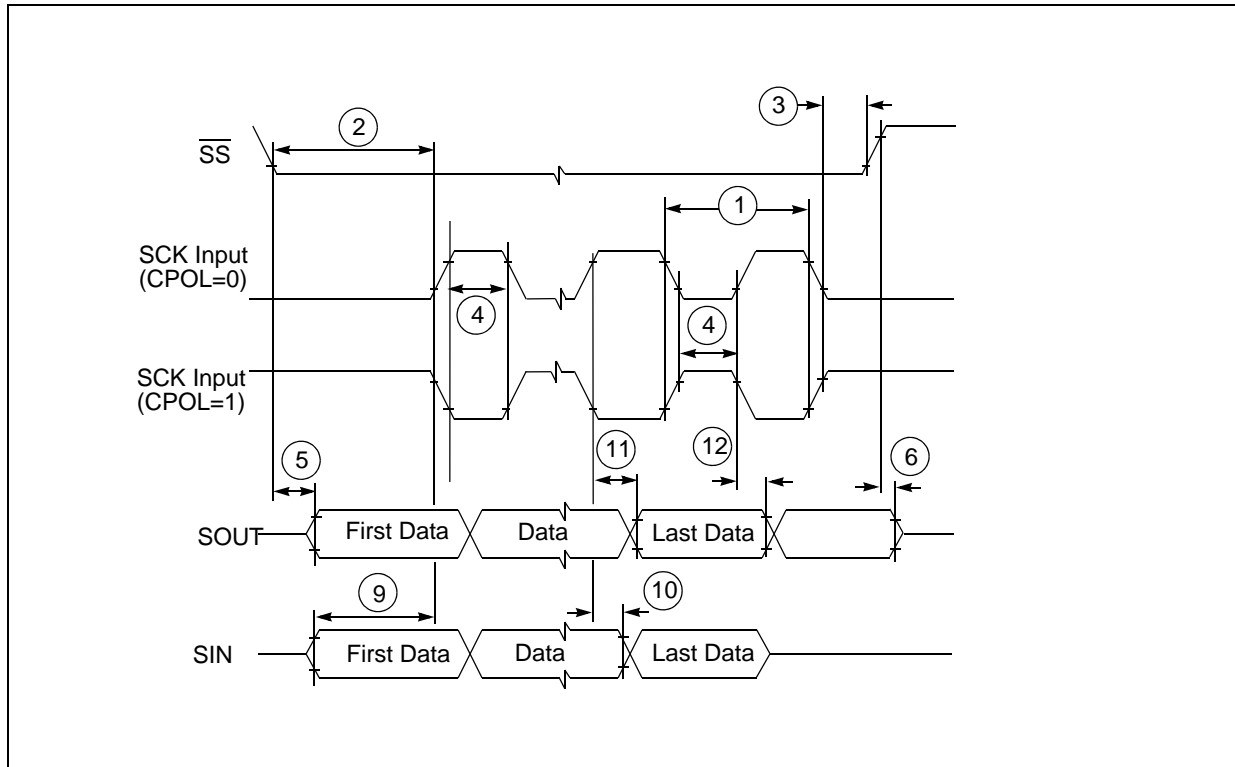 3
2
SS
1
SCK Input
(CPOL=0)
4
4
SCK Input
(CPOL=1)
5
11
12
6
SOUT
First Data
Data
Last Data
9
10
SIN
First Data
Data
Last Data